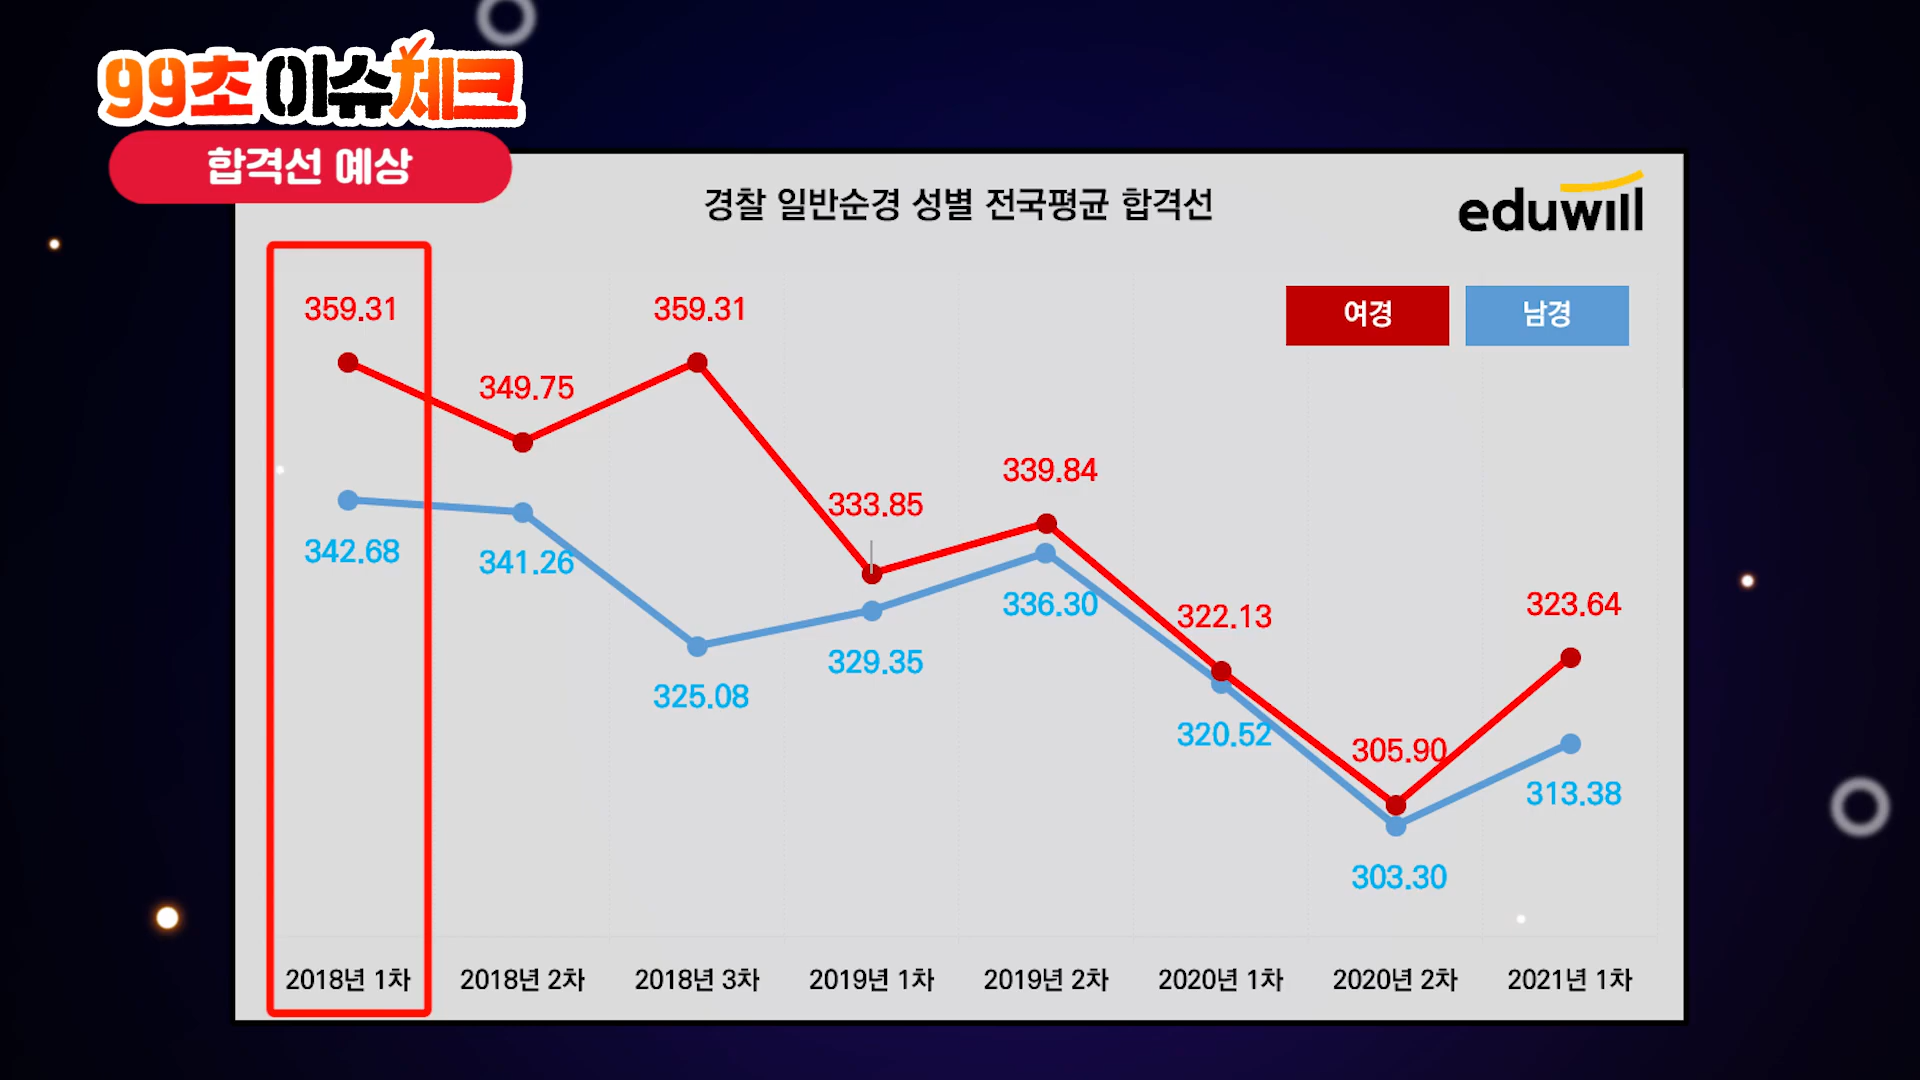 99초 이슈체크
합격선 예상
경찰 일반순경 성별 전국평균 합격선
eduwill
여경
남경
359.31
349.75
359.31
333.85
339.84
322.13
305.90
323.64
342.68
341.26
325.08
329.35
336.30
320.52
303.30
313.38
2018년 1차
2018년 2차
2018년 3차
2019년 1차
2019년 2차
2020년 1차
2020년 2차
2021년 1차